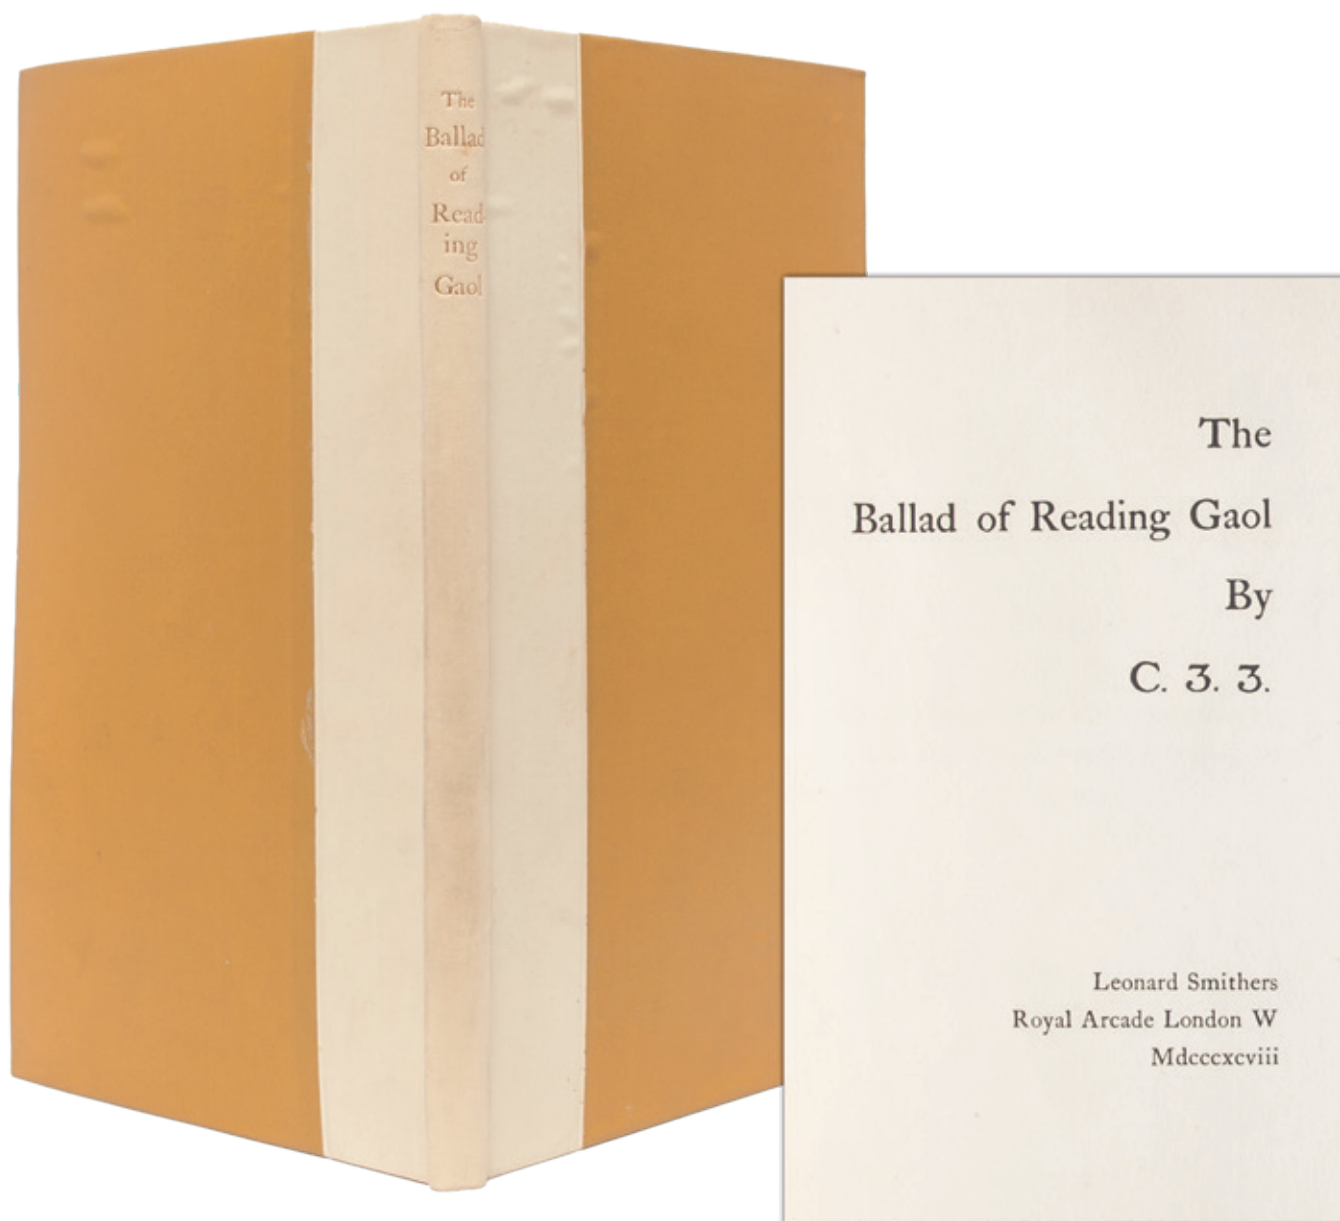 The
Ballad
of
Read-
ing
Gaol
The
Ballad of Reading Gaol
By
C. 3. 3.
Leonard Smithers
Royal Arcade London W
Mdcccxcviii